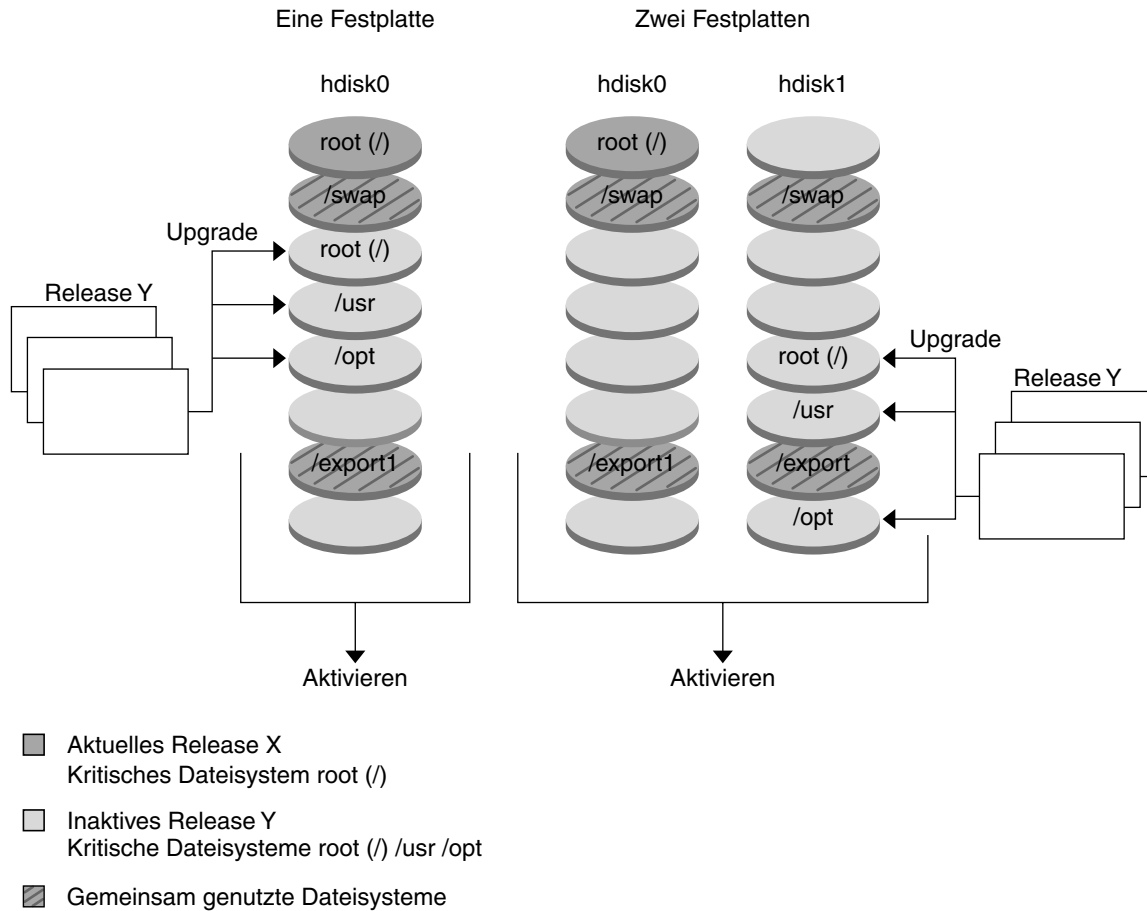 Eine Festplatte
Zwei Festplatten
hdisk0
hdisk0
hdisk1
root (/)
/swap
root (/)
/usr
/opt
/export1
Upgrade
Release Y
root (/)
/swap
/export1
/swap
root (/)
/usr
/export
/opt
Upgrade
Release Y
Aktivieren
Aktivieren
Aktuelles Release X
Kritisches Dateisystem root (/)
Inaktives Release Y
Kritische Dateisysteme root (/) /usr /opt
Gemeinsam genutzte Dateisysteme